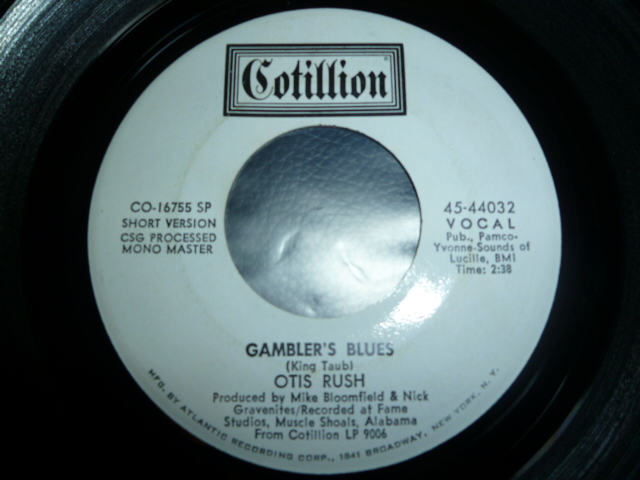 Cotillion
CO-16755 SP
SHORT VERSION
CSG PROCESSED
MONO MASTER
45-44032
VOCAL
Pub., Pamco-
Yvonne-Sounds of
Lucille, BMI
Time: 2:38
GAMBLER'S BLUES
(King Taub)
OTIS RUSH
Produced by Mike Bloomfield & Nick
Gravenites/Recorded at Fame
Studios, Muscle Shoals, Alabama
From Cotillion LP 9006
MFG. BY ATLANTIC RECORDING CORP., 1841 BROADWAY, NEW YORK, N. Y.